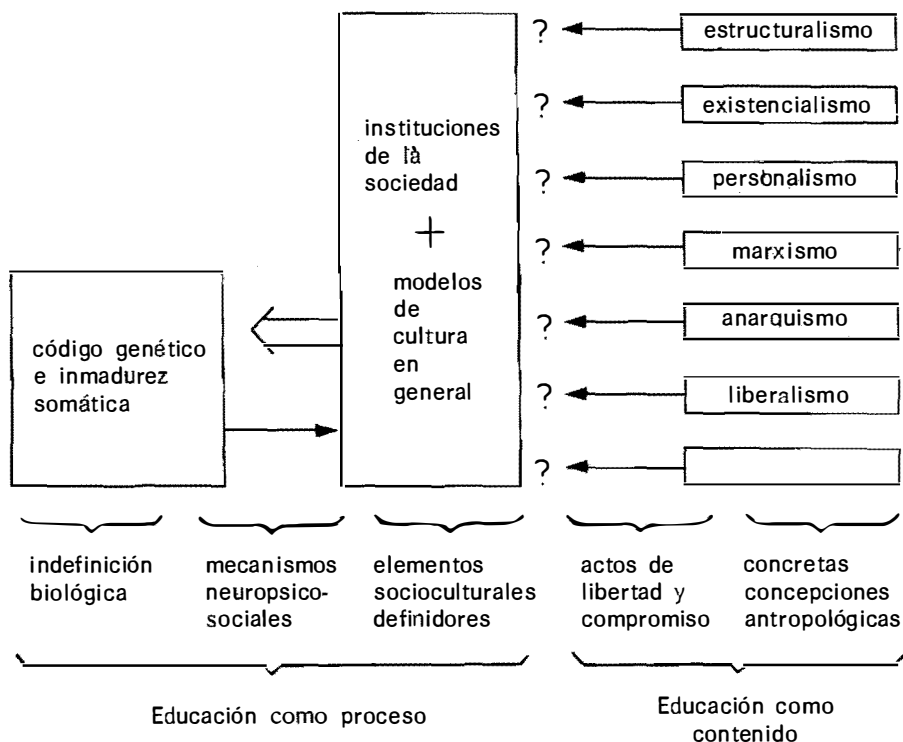 código genético
e inmadurez
somática
instituciones
de la
sociedad
+
modelos
de
cultura
en
general
? estructuralismo
? existencialismo
? personalismo
? marxismo
? anarquismo
? liberalismo
?
indefinición
biológica
mecanismos
neuropsico-
sociales
elementos
socioculturales
definidores
actos de
libertad y
compromiso
concretas
concepciones
antropológicas
Educación como proceso
Educación como
contenido